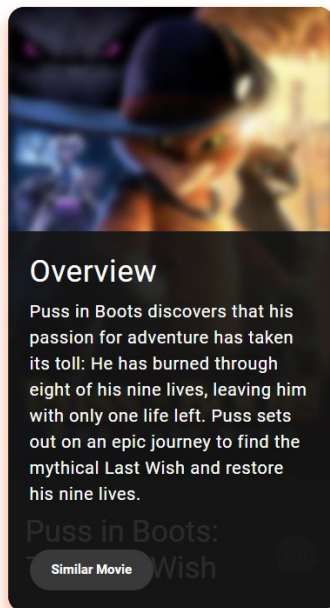 Overview
Puss in Boots discovers that his
passion for adventure has taken
its toll: He has burned through
eight of his nine lives, leaving him
with only one life left. Puss sets
out on an epic journey to find the
mythical Last Wish and restore
his nine lives.
Puss in Boots:
Wish
Similar Movie